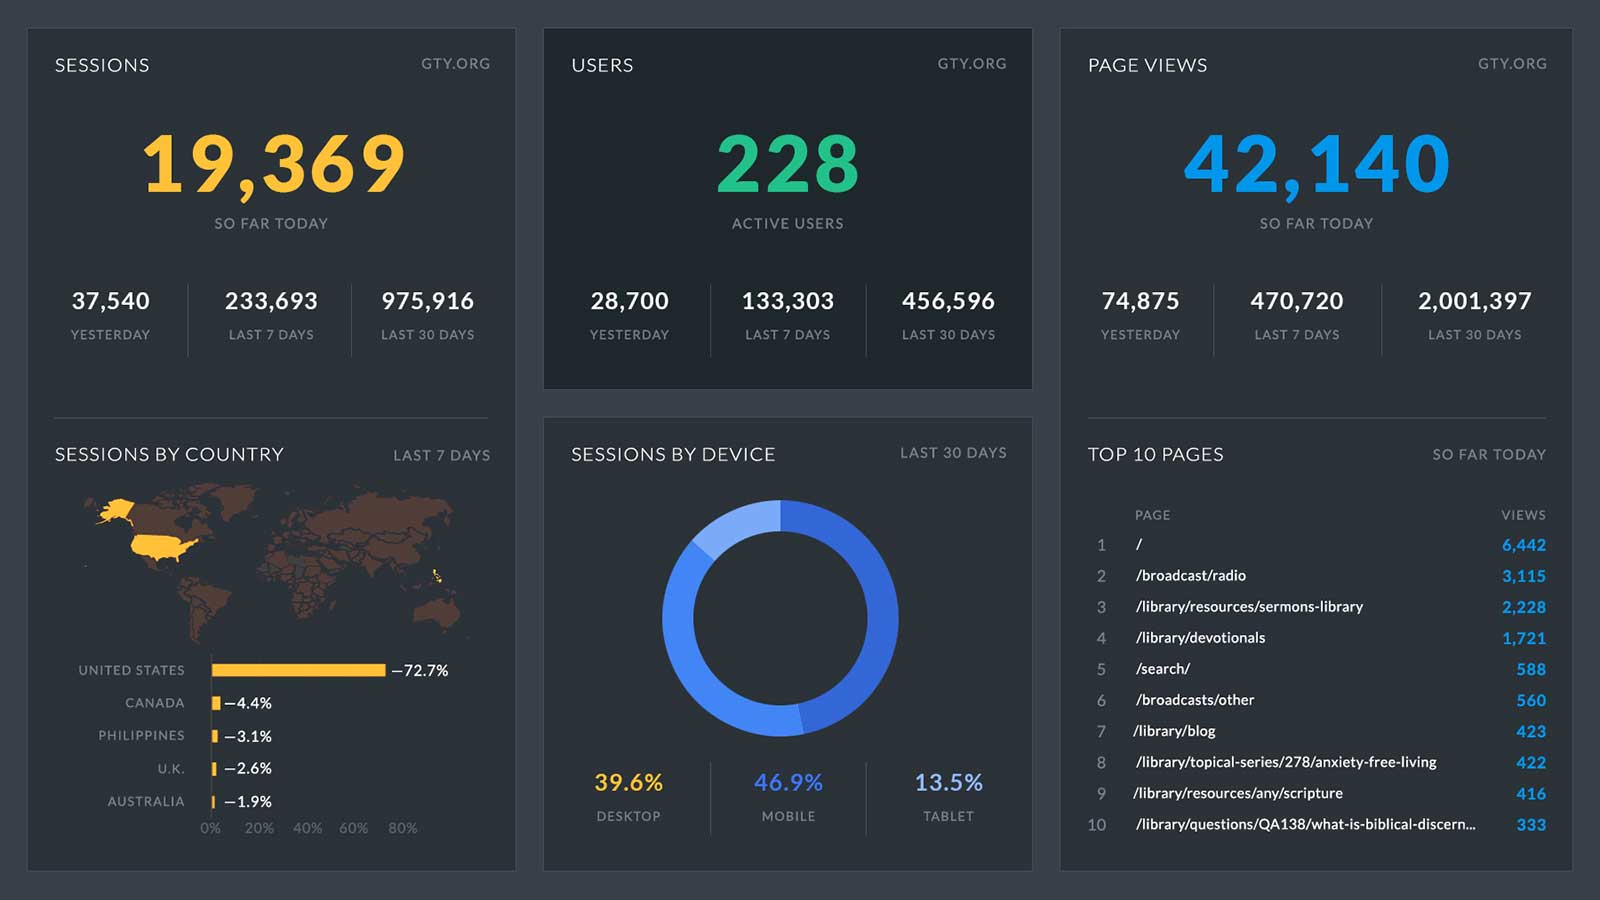 SESSIONS GTY.ORG
19,369
SO FAR TODAY
37,540 233,693 975,916
YESTERDAY LAST 7 DAYS LAST 30 DAYS
USERS GTY.ORG
228
ACTIVE USERS
28,700 133,303 456,596
YESTERDAY LAST 7 DAYS LAST 30 DAYS
PAGE VIEWS GTY.ORG
42,140
SO FAR TODAY
74,875 470,720 2,001,397
YESTERDAY LAST 7 DAYS LAST 30 DAYS
SESSIONS BY COUNTRY LAST 7 DAYS
UNITED STATES —72.7%
CANADA —4.4%
PHILIPPINES —3.1%
U.K. —2.6%
AUSTRALIA —1.9%
0% 20% 40% 60% 80%
SESSIONS BY DEVICE LAST 30 DAYS
39.6% 46.9% 13.5%
DESKTOP MOBILE TABLET
TOP 10 PAGES SO FAR TODAY
PAGE VIEWS
1 / 6,442
2 /broadcast/radio 3,115
3 /library/resources/sermons-library 2,228
4 /library/devotionals 1,721
5 /search/ 588
6 /broadcasts/other 560
7 /library/blog 423
8 /library/topical-series/278/anxiety-free-living 422
9 /library/resources/any/scripture 416
10 /library/questions/QA138/what-is-biblical-discern... 333